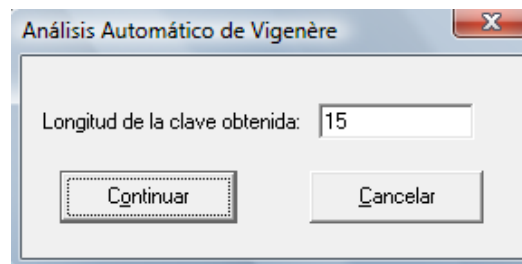 Análisis Automático de Vigenère
Longitud de la clave obtenida: 15
Continuar Cancelar